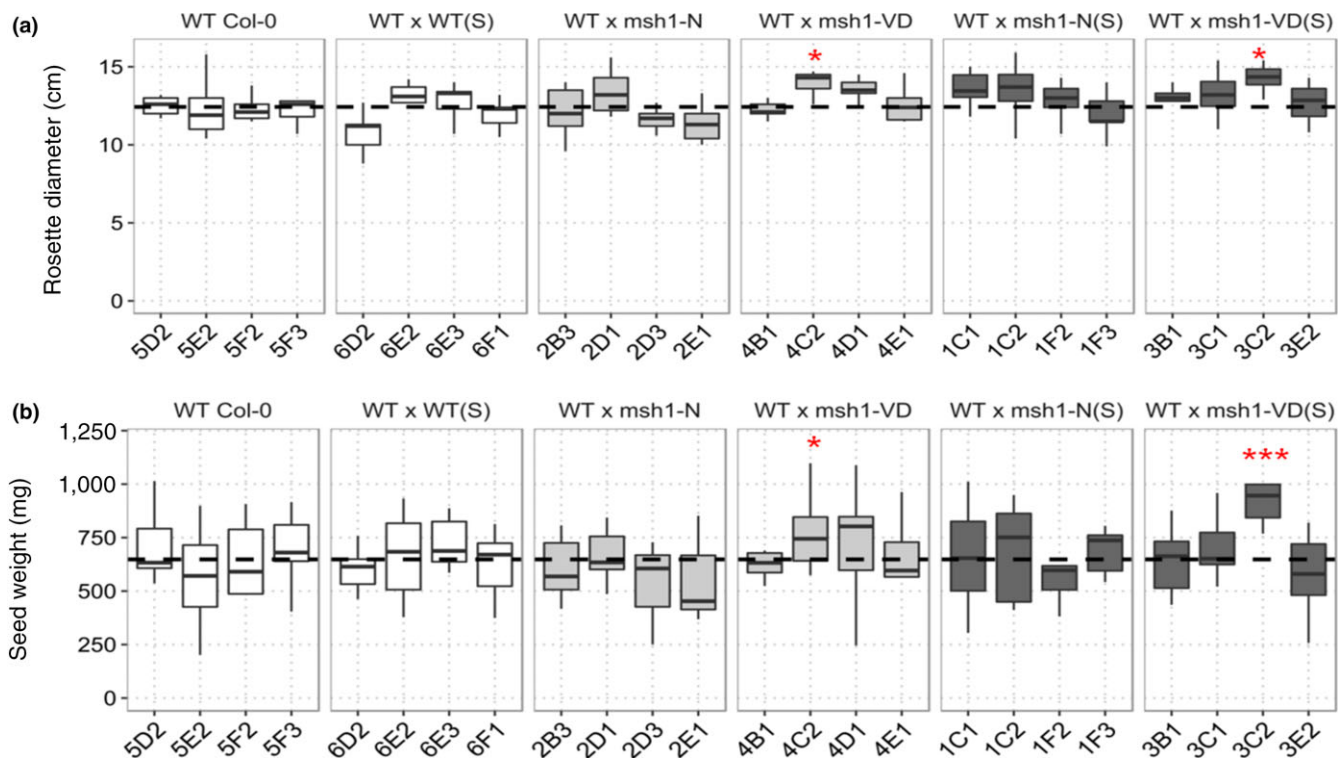 (a)
WT Col-0 WT x WT(S) WT x msh1-N WT x msh1-VD WT x msh1-N(S) WT x msh1-VD(S)
Rosette diameter (cm)
15
10
5
0
* *
5D2 5E2 5F2 5F3 6D2 6E2 6E3 6F1 2B3 2D1 2D3 2E1 4B1 4C2 4D1 4E1 1C1 1C2 1F2 1F3 3B1 3C1 3C2 3E2
(b)
WT Col-0 WT x WT(S) WT x msh1-N WT x msh1-VD WT x msh1-N(S) WT x msh1-VD(S)
Seed weight (mg)
1,250
1,000
750
500
250
0
* ***
5D2 5E2 5F2 5F3 6D2 6E2 6E3 6F1 2B3 2D1 2D3 2E1 4B1 4C2 4D1 4E1 1C1 1C2 1F2 1F3 3B1 3C1 3C2 3E2